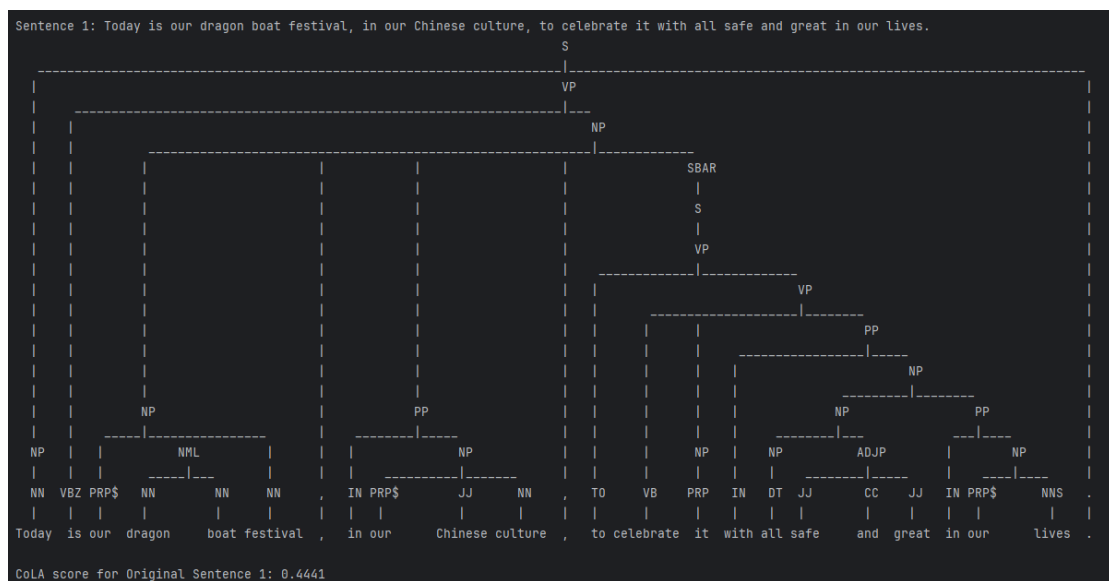 Sentence 1: Today is our dragon boat festival, in our Chinese culture, to celebrate it with all safe and great in our lives.
S
VP
NP
SBAR
S
VP
VP
PP
NP
NP PP NP PP
NP NML NP NP NP ADJP NP
NN VBZ PRP$ NN NN NN , IN PRP$ JJ NN , TO VB PRP IN DT JJ CC JJ IN PRP$ NNS .
Today is our dragon boat festival , in our Chinese culture , to celebrate it with all safe and great in our lives .
CoLA score for Original Sentence 1: 0.4441